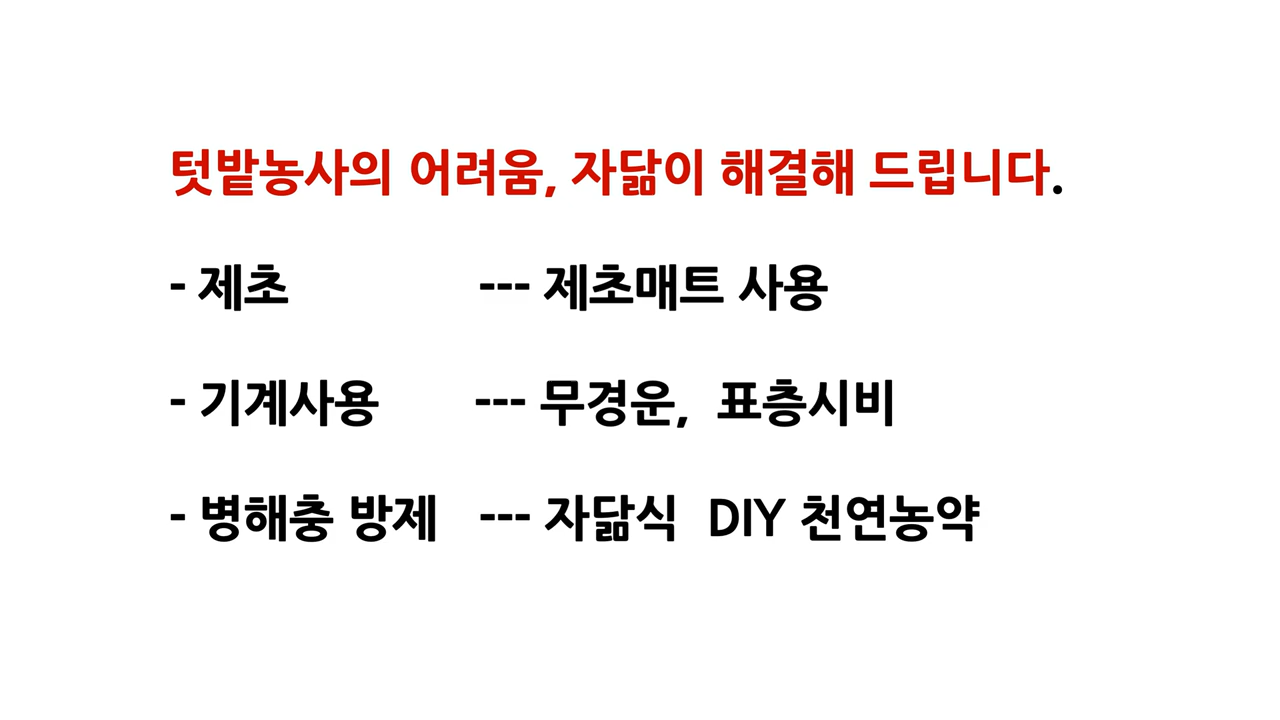 텃밭농사의 어려움, 자닮이 해결해 드립니다.
- 제초 --- 제초매트 사용
- 기계사용 --- 무경운, 표층시비
- 병해충 방제 --- 자닮식 DIY 천연농약